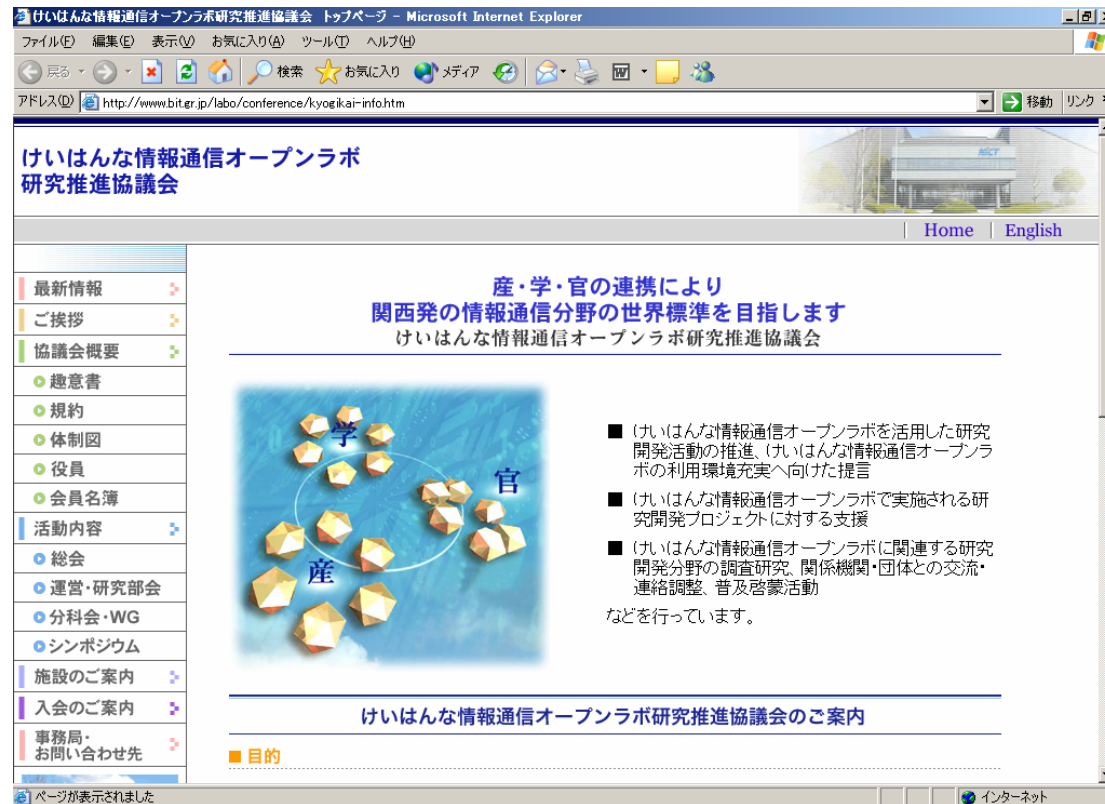 けいはんな情報通信オープンラボ研究推進協議会 トップページ - Microsoft Internet Explorer
ファイル(F) 編集(E) 表示(V) お気に入り(A) ツール(T) ヘルプ(H)
戻る 検索 お気に入り メディア
アドレス(D) http://www.bit.gr.jp/labo/conference/kyogikai-info.htm 移動 リンク
けいはんな情報通信オープンラボ
研究推進協議会
NICT
Home | English
最新情報
ご挨拶
協議会概要
趣意書
規約
体制図
役員
会員名簿
活動内容
総会
運営・研究部会
分科会・WG
シンポジウム
施設のご案内
入会のご案内
事務局・
お問い合わせ先
産・学・官の連携により
関西発の情報通信分野の世界標準を目指します
けいはんな情報通信オープンラボ研究推進協議会
学
官
産
■ けいはんな情報通信オープンラボを活用した研究
開発活動の推進、けいはんな情報通信オープンラ
ボの利用環境充実へ向けた提言
■ けいはんな情報通信オープンラボで実施される研
究開発プロジェクトに対する支援
■ けいはんな情報通信オープンラボに関連する研究
開発分野の調査研究、関係機関・団体との交流・
連絡調整、普及啓蒙活動
などを行っています。
けいはんな情報通信オープンラボ研究推進協議会のご案内
■ 目的
ページが表示されました
インターネット